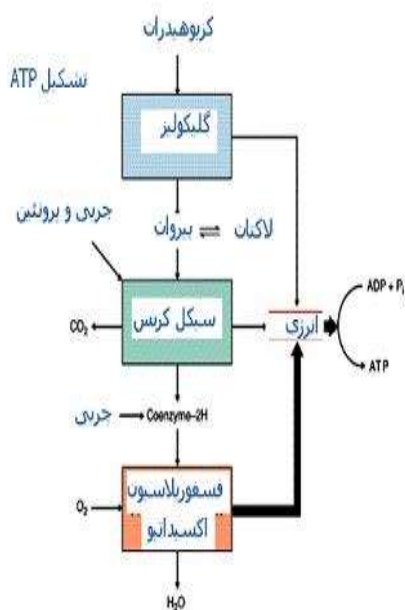 کربوهیدرات
تشکیل ATP
گلیکولیز
چربی و پروتئین
پیروات ⇌ لاکتات
سیکل کربس
CO₂
انرژی
ADP + Pᵢ
ATP
چربی
Coenzyme–2H
فسفوریلاسیون
اکسیداتیو
O₂
H₂O